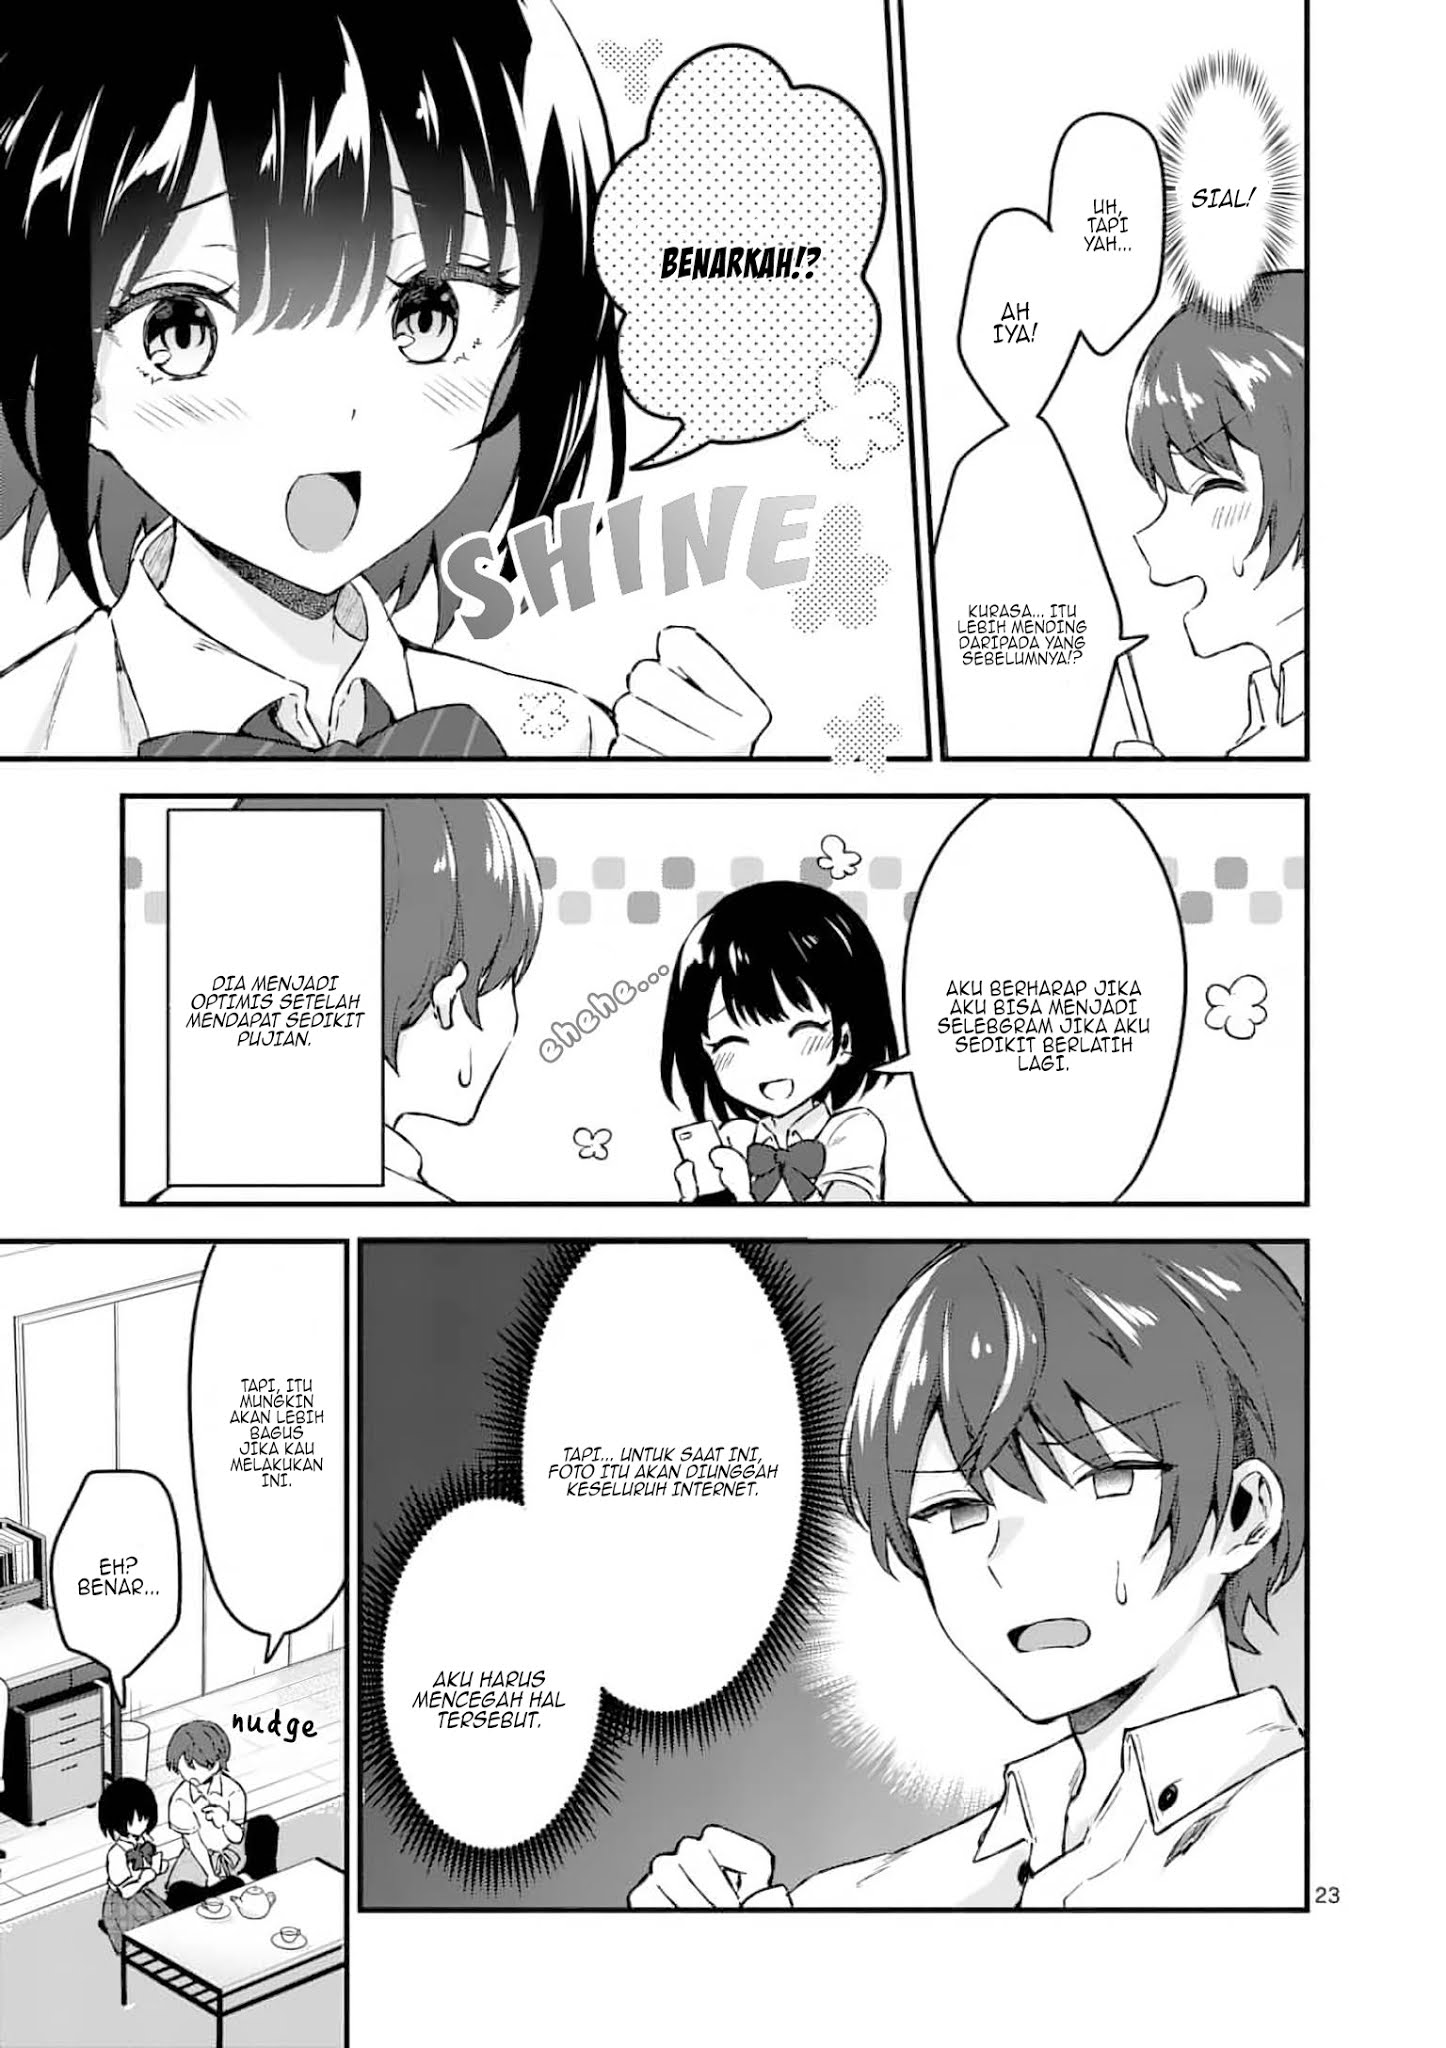 SIAL!
UH,
TAPI
YAH...
AH
IYA!
KURASA... ITU
LEBIH MENDING
DARIPADA YANG
SEBELUMNYA!?
BENARKAH!?
SHINE
AKU BERHARAP JIKA
AKU BISA MENJADI
SELEBGRAM JIKA AKU
SEDIKIT BERLATIH
LAGI.
ehehe...
DIA MENJADI
OPTIMIS SETELAH
MENDAPAT SEDIKIT
PUJIAN.
TAPI... UNTUK SAAT INI,
FOTO ITU AKAN DIUNGGAH
KESELURUH INTERNET.
AKU HARUS
MENCEGAH HAL
TERSEBUT.
TAPI, ITU
MUNGKIN
AKAN LEBIH
BAGUS
JIKA KAU
MELAKUKAN
INI.
EH?
BENAR...
nudge
23